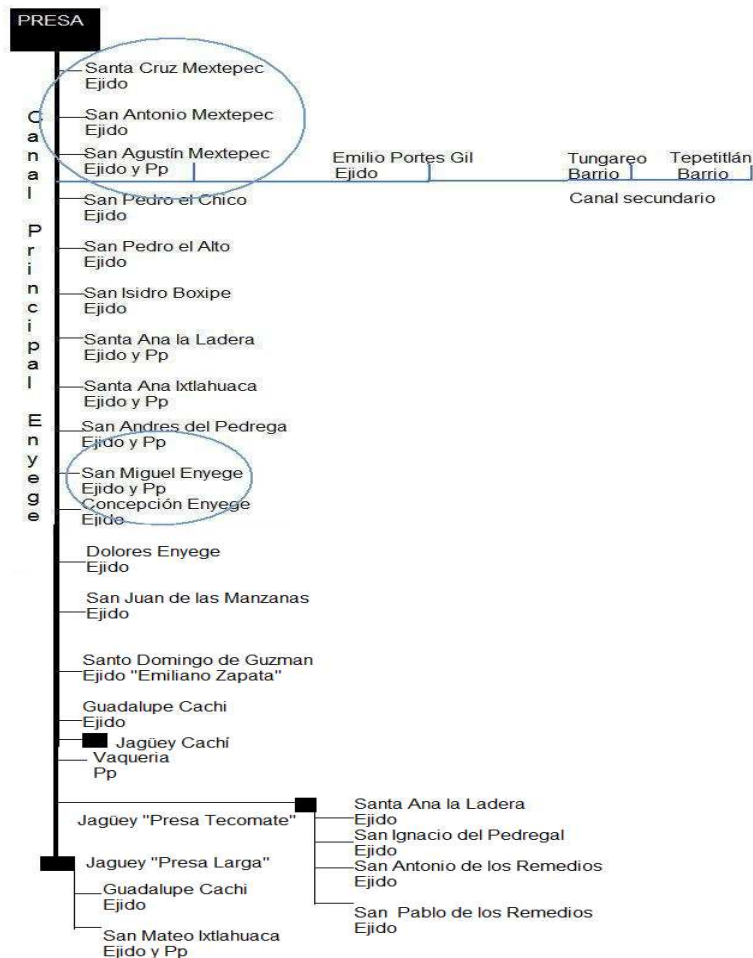 PRESA
Canal Principal Enyege
Santa Cruz Mextepec
Ejido
San Antonio Mextepec
Ejido
San Agustín Mextepec
Ejido y Pp
Emilio Portes Gil
Ejido
Tungareo
Barrio
Tepetitlán
Barrio
Canal secundario
San Pedro el Chico
Ejido
San Pedro el Alto
Ejido
San Isidro Boxipe
Ejido
Santa Ana la Ladera
Ejido y Pp
Santa Ana Ixtlahuaca
Ejido y Pp
San Andres del Pedrega
Ejido y Pp
San Miguel Enyege
Ejido y Pp
Concepción Enyege
Ejido
Dolores Enyege
Ejido
San Juan de las Manzanas
Ejido
Santo Domingo de Guzman
Ejido "Emiliano Zapata"
Guadalupe Cachi
Ejido
Jagüey Cachí
Vaqueria
Pp
Jagüey "Presa Tecomate"
Santa Ana la Ladera
Ejido
San Ignacio del Pedregal
Ejido
San Antonio de los Remedios
Ejido
San Pablo de los Remedios
Ejido
Jaguey "Presa Larga"
Guadalupe Cachi
Ejido
San Mateo Ixtlahuaca
Ejido y Pp